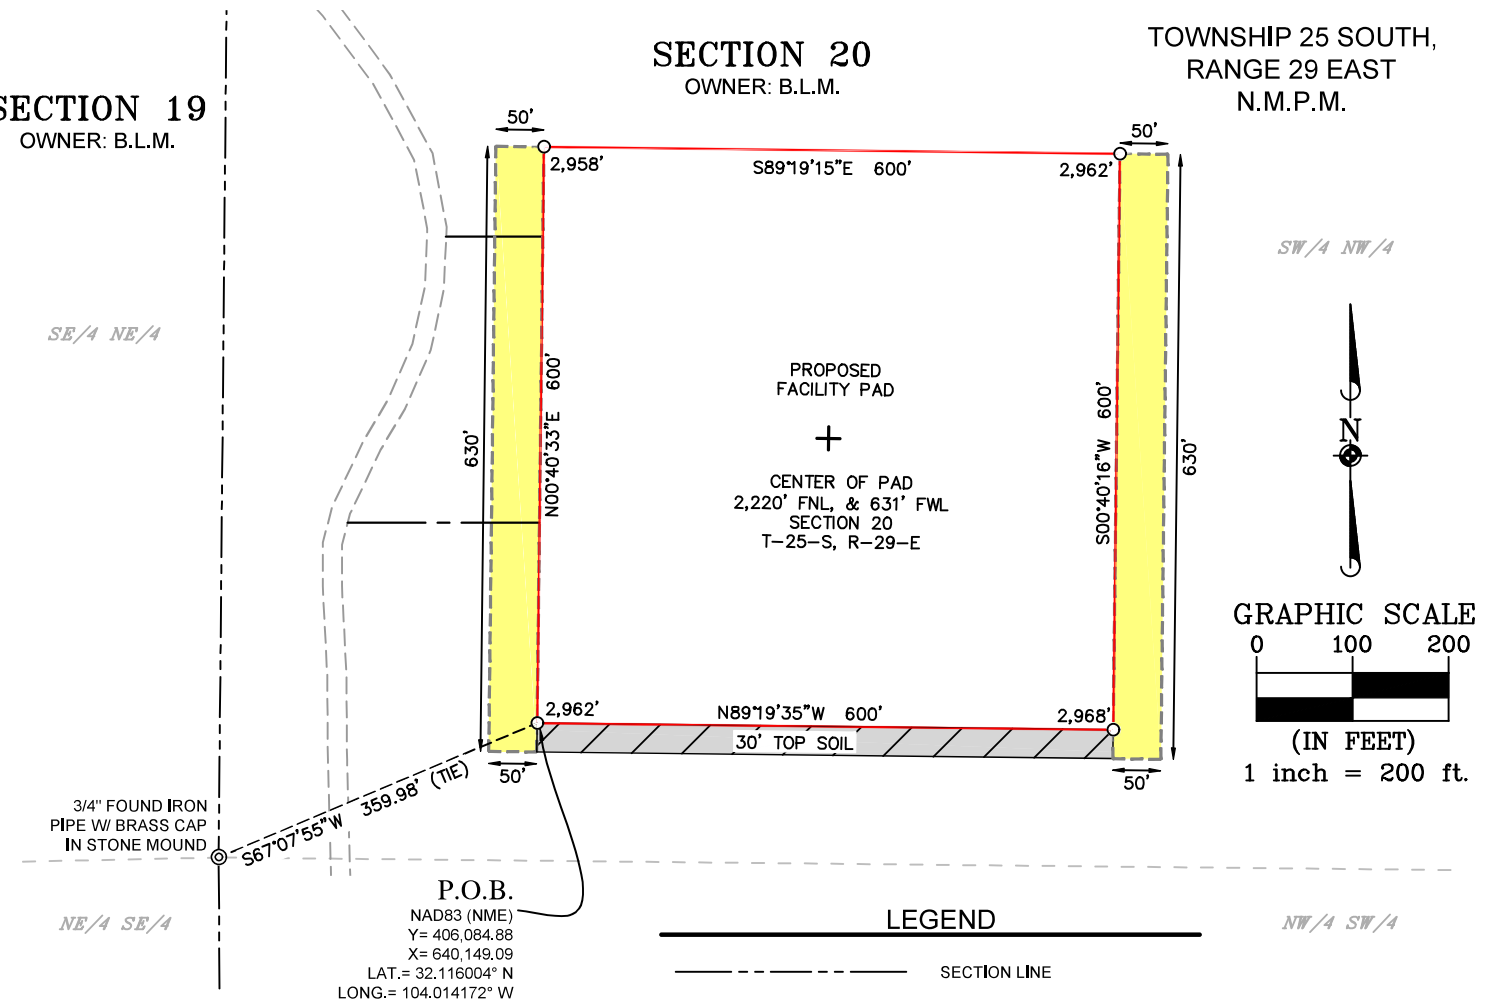 SECTION 20
OWNER: B.L.M.
TOWNSHIP 25 SOUTH,
RANGE 29 EAST
N.M.P.M.
SECTION 19
OWNER: B.L.M.
50'
50'
2,958'
S89°19'15"E 600'
2,962'
SW/4 NW/4
SE/4 NE/4
630'
N00°40'33"E 600'
PROPOSED
FACILITY PAD
CENTER OF PAD
2,220' FNL, & 631' FWL
SECTION 20
T-25-S, R-29-E
S00°40'16"W 600'
630'
N
GRAPHIC SCALE
0 100 200
(IN FEET)
1 inch = 200 ft.
2,962'
N89°19'35"W 600'
2,968'
30' TOP SOIL
50'
50'
S67°07'55"W 359.98' (TIE)
3/4" FOUND IRON
PIPE W/ BRASS CAP
IN STONE MOUND
NE/4 SE/4
P.O.B.
NAD83 (NME)
Y= 406,084.88
X= 640,149.09
LAT.= 32.116004° N
LONG.= 104.014172° W
LEGEND
SECTION LINE
NW/4 SW/4